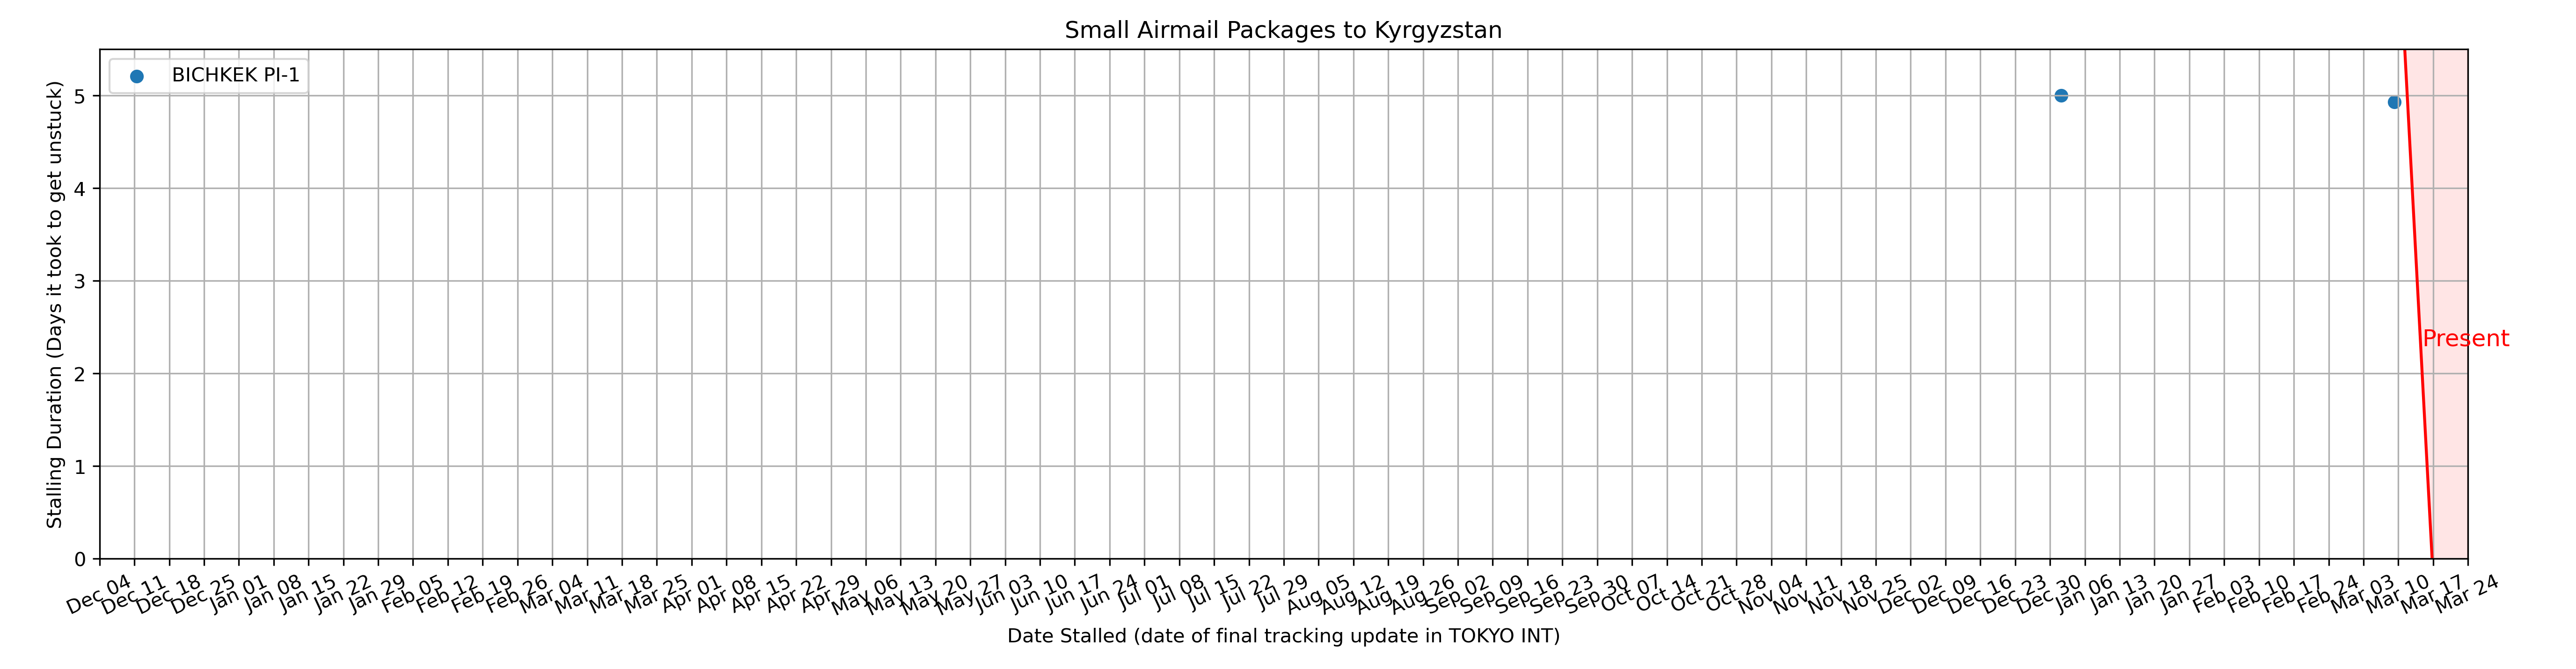 Small Airmail Packages to Kyrgyzstan
BICHKEK PI-1
Stalling Duration (Days it took to get unstuck)
5
4
3
2
1
0
Present
Dec 04
Dec 11
Dec 18
Dec 25
Jan 01
Jan 08
Jan 15
Jan 22
Jan 29
Feb 05
Feb 12
Feb 19
Feb 26
Mar 04
Mar 11
Mar 18
Mar 25
Apr 01
Apr 08
Apr 15
Apr 22
Apr 29
May 06
May 13
May 20
May 27
Jun 03
Jun 10
Jun 17
Jun 24
Jul 01
Jul 08
Jul 15
Jul 22
Jul 29
Aug 05
Aug 12
Aug 19
Aug 26
Sep 02
Sep 09
Sep 16
Sep 23
Sep 30
Oct 07
Oct 14
Oct 21
Oct 28
Nov 04
Nov 11
Nov 18
Nov 25
Dec 02
Dec 09
Dec 16
Dec 23
Dec 30
Jan 06
Jan 13
Jan 20
Jan 27
Feb 03
Feb 10
Feb 17
Feb 24
Mar 03
Mar 10
Mar 17
Mar 24
Date Stalled (date of final tracking update in TOKYO INT)